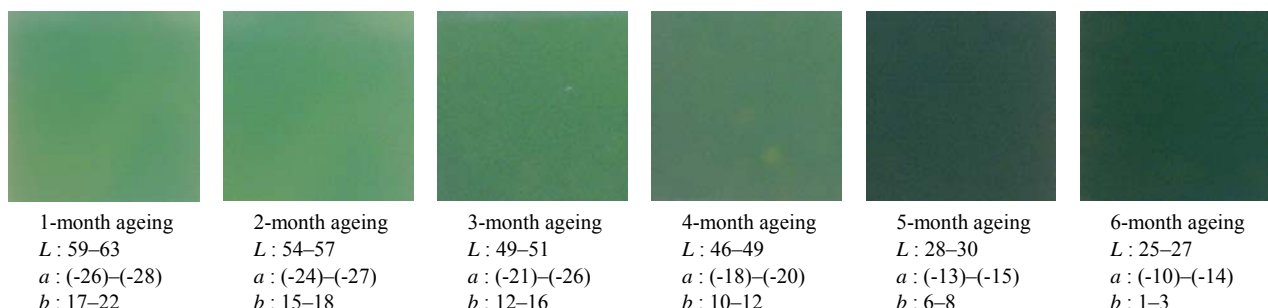 1-month ageing
L : 59–63
a : (-26)–(-28)
b : 17–22
2-month ageing
L : 54–57
a : (-24)–(-27)
b : 15–18
3-month ageing
L : 49–51
a : (-21)–(-26)
b : 12–16
4-month ageing
L : 46–49
a : (-18)–(-20)
b : 10–12
5-month ageing
L : 28–30
a : (-13)–(-15)
b : 6–8
6-month ageing
L : 25–27
a : (-10)–(-14)
b : 1–3